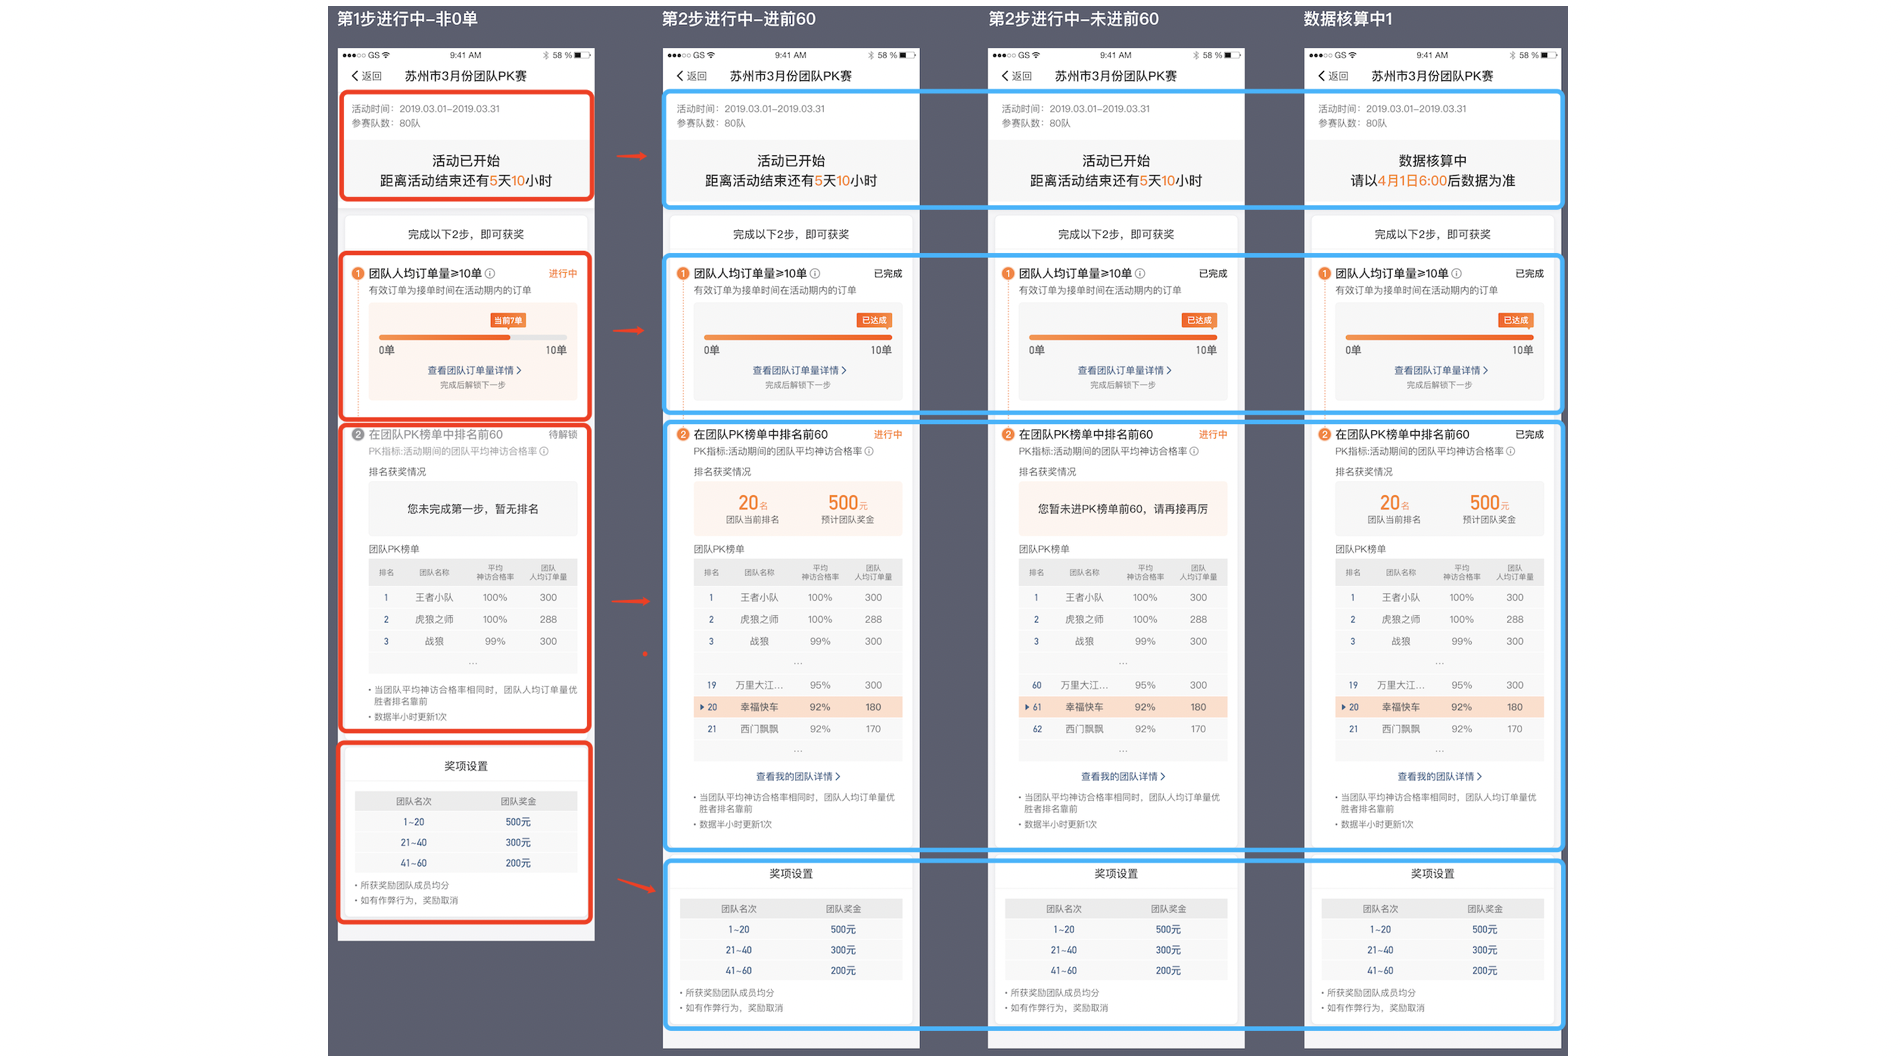 第1步进行中-非0单
●●●○○ GS
9:41 AM
58 %
返回
苏州市3月份团队PK赛
活动时间：2019.03.01-2019.03.31
参赛队数：80队
活动已开始
距离活动结束还有5天10小时
完成以下2步，即可获奖
1 团队人均订单量≥10单
进行中
有效订单为接单时间在活动期内的订单
当前7单
0单 10单
查看团队订单量详情
完成后解锁下一步
2 在团队PK榜单中排名前60
待解锁
PK指标:活动期间的团队平均神访合格率
排名获奖情况
您未完成第一步，暂无排名
团队PK榜单
排名 团队名称 平均神访合格率 团队人均订单量
1 王者小队 100% 300
2 虎狼之师 100% 288
3 战狼 99% 300
...
• 当团队平均神访合格率相同时，团队人均订单量优
胜者排名靠前
• 数据半小时更新1次
奖项设置
团队名次 团队奖金
1~20 500元
21~40 300元
41~60 200元
• 所获奖励团队成员均分
• 如有作弊行为，奖励取消
第2步进行中-进前60
●●●○○ GS
9:41 AM
58 %
返回
苏州市3月份团队PK赛
活动时间：2019.03.01-2019.03.31
参赛队数：80队
活动已开始
距离活动结束还有5天10小时
完成以下2步，即可获奖
1 团队人均订单量≥10单
已完成
有效订单为接单时间在活动期内的订单
已达成
0单 10单
查看团队订单量详情
完成后解锁下一步
2 在团队PK榜单中排名前60
进行中
PK指标:活动期间的团队平均神访合格率
排名获奖情况
20名 500元
团队当前排名 预计团队奖金
团队PK榜单
排名 团队名称 平均神访合格率 团队人均订单量
1 王者小队 100% 300
2 虎狼之师 100% 288
3 战狼 99% 300
...
19 万里大江... 95% 300
20 幸福快车 92% 180
21 西门飘飘 92% 170
...
查看我的团队详情
• 当团队平均神访合格率相同时，团队人均订单量优
胜者排名靠前
• 数据半小时更新1次
奖项设置
团队名次 团队奖金
1~20 500元
21~40 300元
41~60 200元
• 所获奖励团队成员均分
• 如有作弊行为，奖励取消
第2步进行中-未进前60
●●●○○ GS
9:41 AM
58 %
返回
苏州市3月份团队PK赛
活动时间：2019.03.01-2019.03.31
参赛队数：80队
活动已开始
距离活动结束还有5天10小时
完成以下2步，即可获奖
1 团队人均订单量≥10单
已完成
有效订单为接单时间在活动期内的订单
已达成
0单 10单
查看团队订单量详情
完成后解锁下一步
2 在团队PK榜单中排名前60
进行中
PK指标:活动期间的团队平均神访合格率
排名获奖情况
您暂未进PK榜单前60，请再接再厉
团队PK榜单
排名 团队名称 平均神访合格率 团队人均订单量
1 王者小队 100% 300
2 虎狼之师 100% 288
3 战狼 99% 300
...
60 万里大江... 95% 300
61 幸福快车 92% 180
62 西门飘飘 92% 170
...
查看我的团队详情
• 当团队平均神访合格率相同时，团队人均订单量优
胜者排名靠前
• 数据半小时更新1次
奖项设置
团队名次 团队奖金
1~20 500元
21~40 300元
41~60 200元
• 所获奖励团队成员均分
• 如有作弊行为，奖励取消
数据核算中1
●●●○○ GS
9:41 AM
58 %
返回
苏州市3月份团队PK赛
活动时间：2019.03.01-2019.03.31
参赛队数：80队
数据核算中
请以4月1日6:00后数据为准
完成以下2步，即可获奖
1 团队人均订单量≥10单
已完成
有效订单为接单时间在活动期内的订单
已达成
0单 10单
查看团队订单量详情
完成后解锁下一步
2 在团队PK榜单中排名前60
已完成
PK指标:活动期间的团队平均神访合格率
排名获奖情况
20名 500元
团队当前排名 预计团队奖金
团队PK榜单
排名 团队名称 平均神访合格率 团队人均订单量
1 王者小队 100% 300
2 虎狼之师 100% 288
3 战狼 99% 300
...
19 万里大江... 95% 300
20 幸福快车 92% 180
21 西门飘飘 92% 170
...
查看我的团队详情
• 当团队平均神访合格率相同时，团队人均订单量优
胜者排名靠前
• 数据半小时更新1次
奖项设置
团队名次 团队奖金
1~20 500元
21~40 300元
41~60 200元
• 所获奖励团队成员均分
• 如有作弊行为，奖励取消